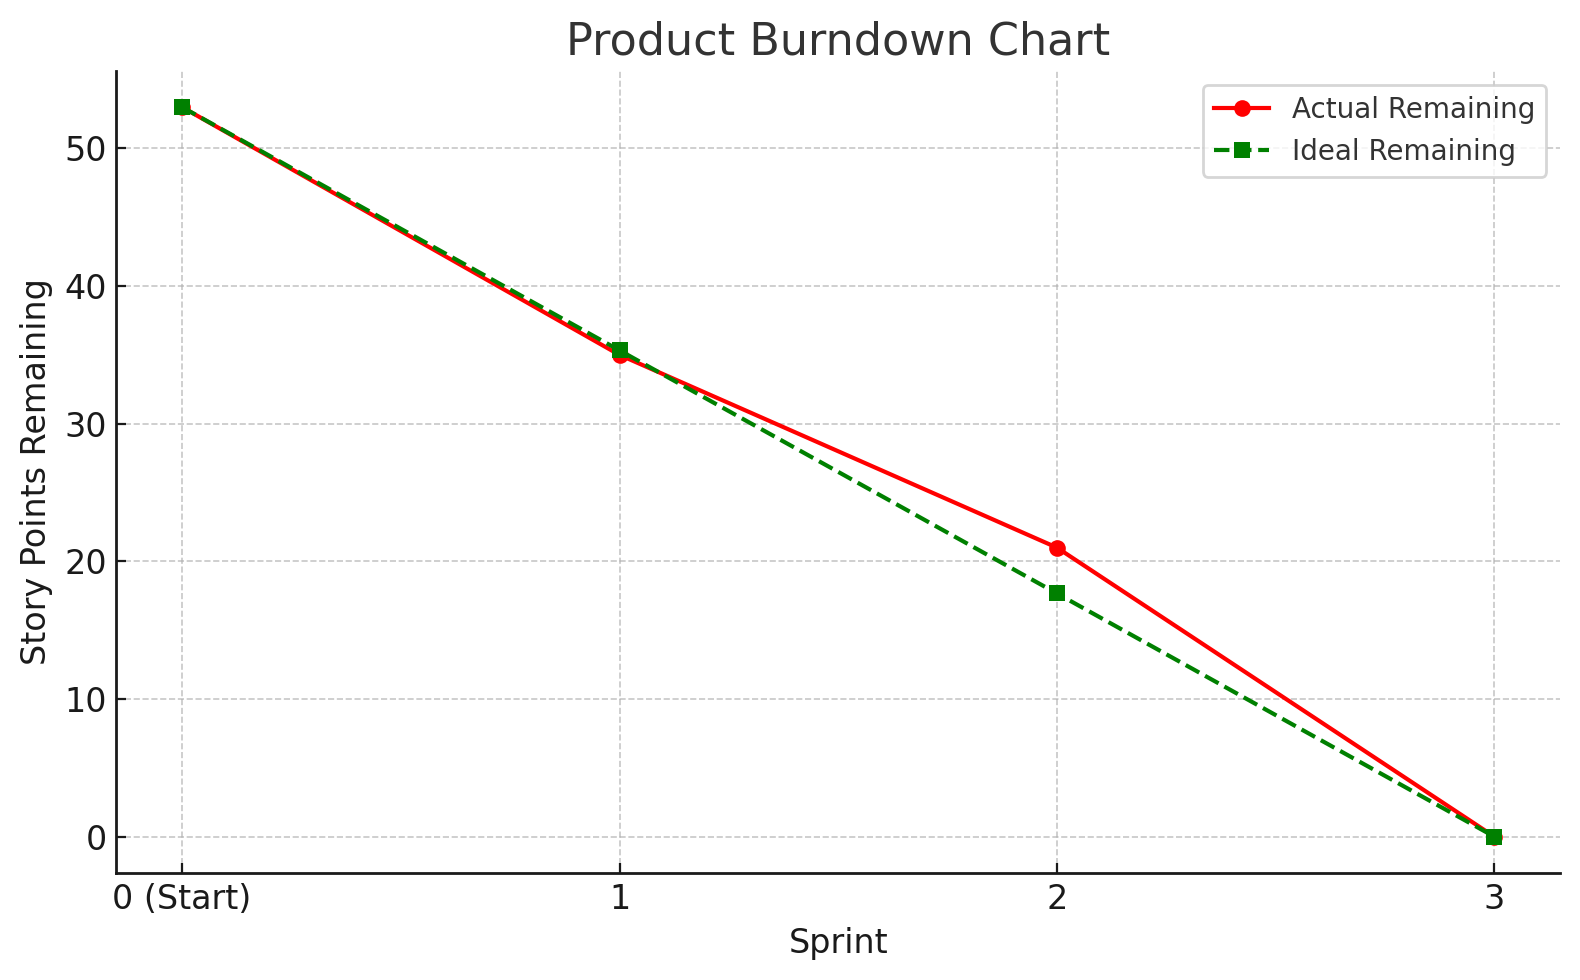 Product Burndown Chart
Actual Remaining
Ideal Remaining
Story Points Remaining
50
40
30
20
10
0
0 (Start)
1
2
3
Sprint